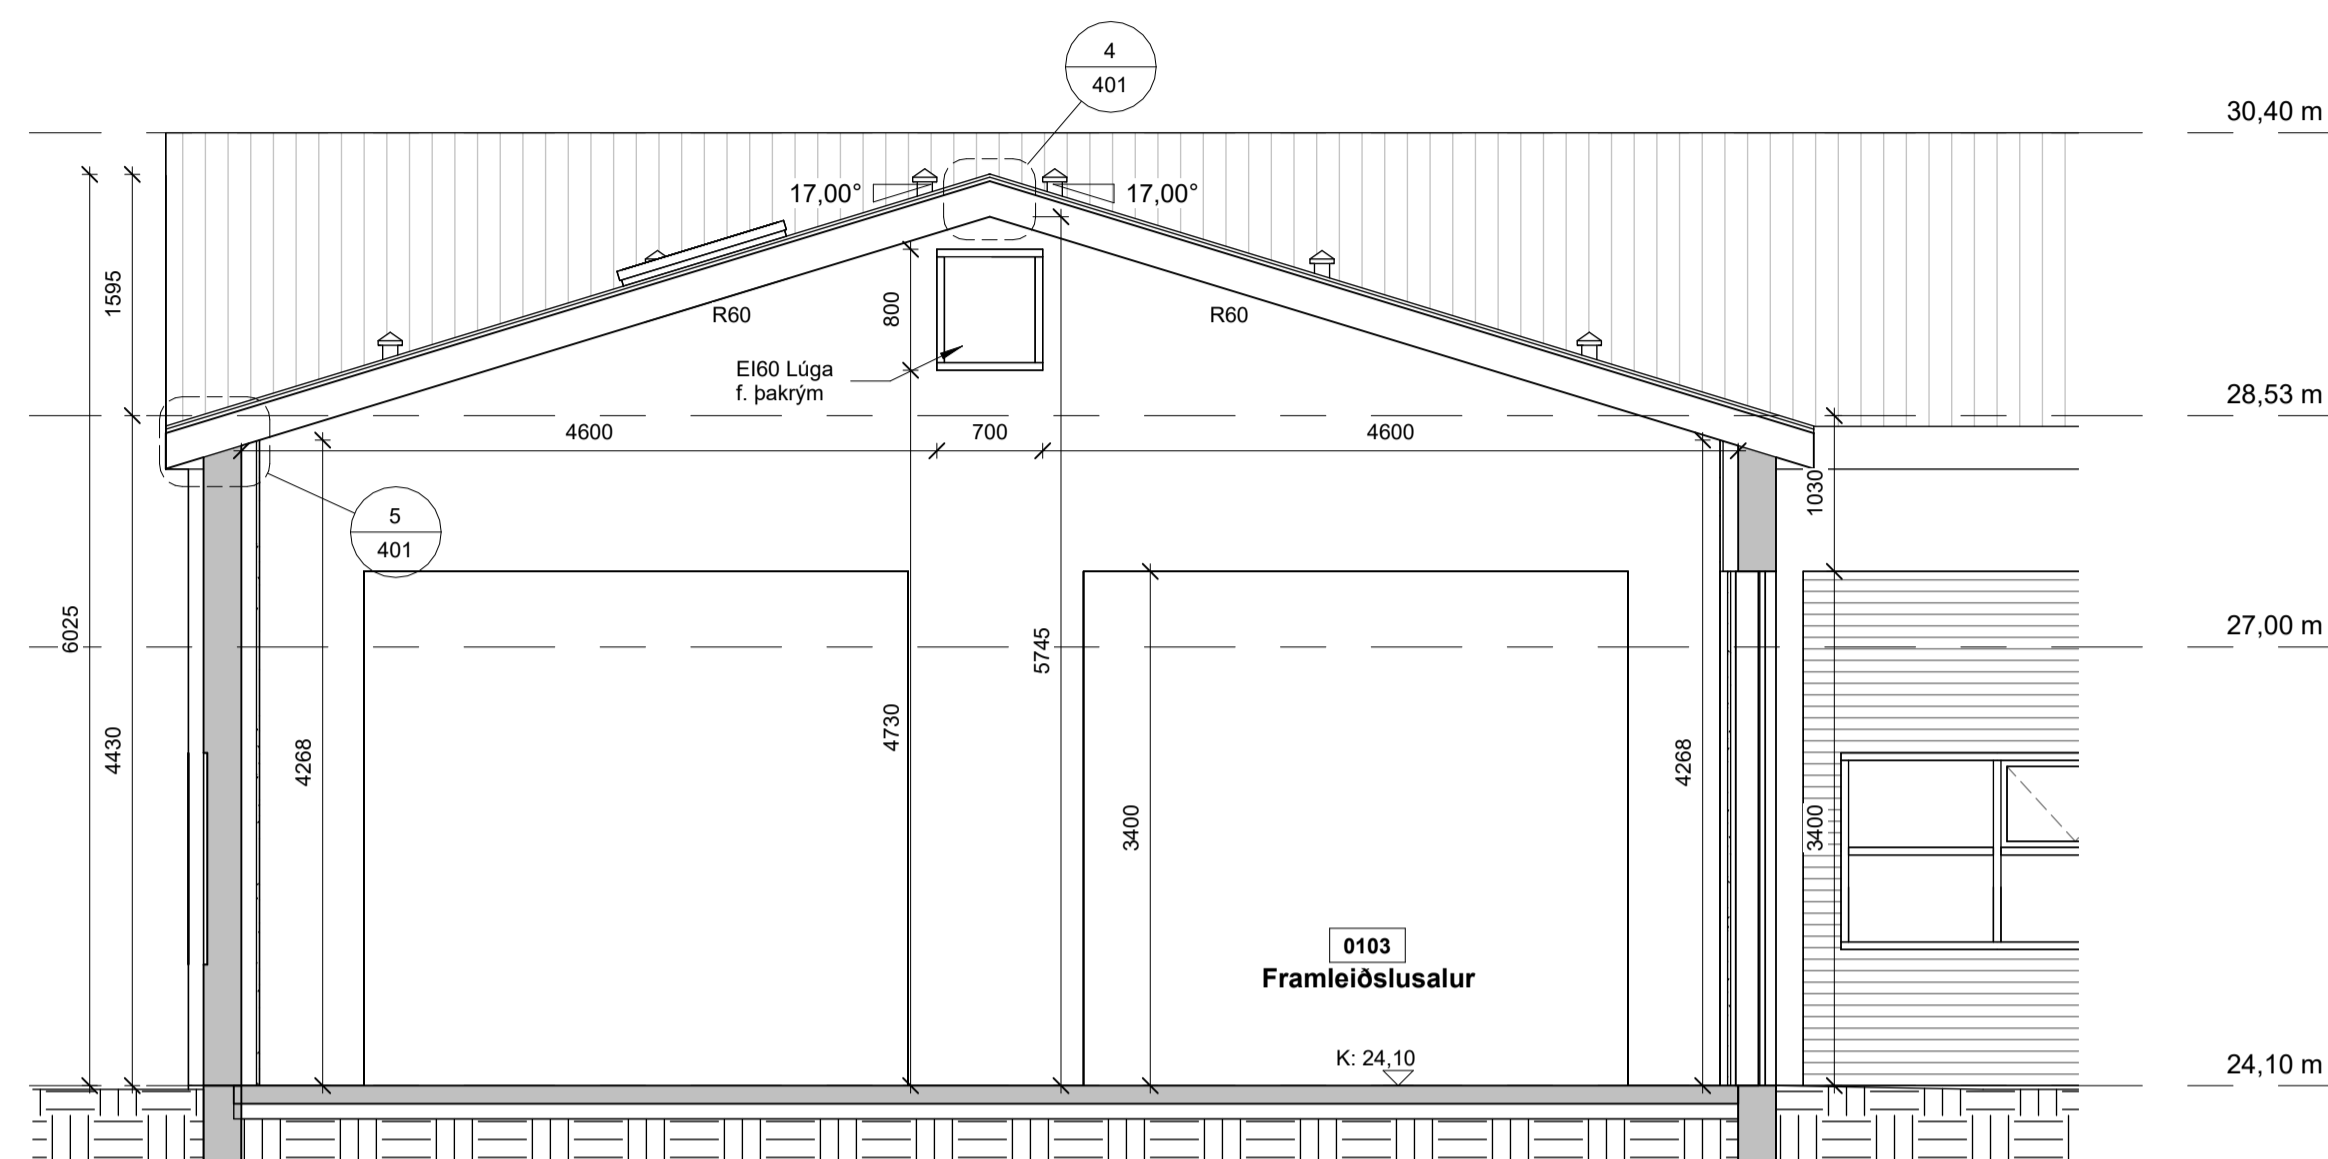 4
401
30,40 m
17,00°
17,00°
1595
800
R60
R60
EI60 Lúga
f. þakrým
28,53 m
4600
700
4600
1030
5
401
27,00 m
6025
5745
4430
4268
4730
4268
3400
3400
0103
Framleiðslusalur
K: 24,10
24,10 m